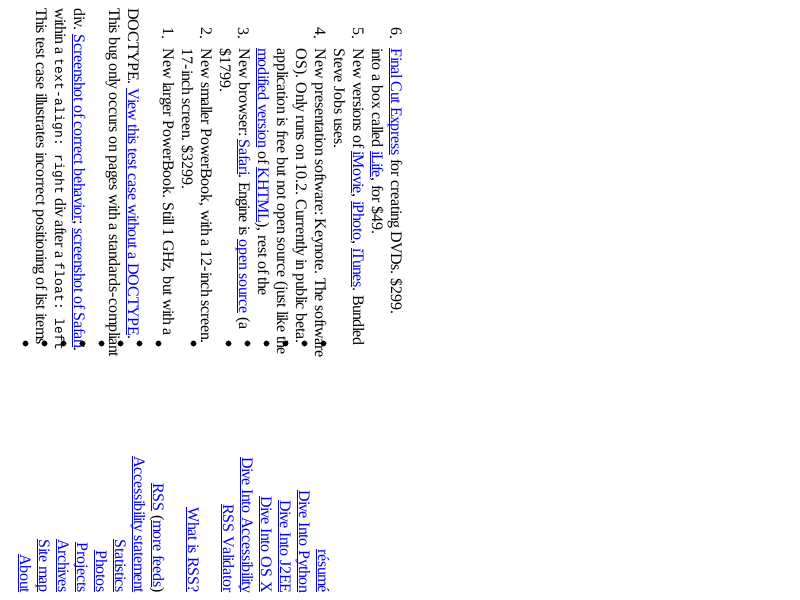 This test case illustrates incorrect positioning of list items
within a text-align: right div after a float: left
div. Screenshot of correct behavior; screenshot of Safari.
This bug only occurs on pages with a standards-compliant
DOCTYPE. View this test case without a DOCTYPE.
1. New larger PowerBook. Still 1 GHz, but with a
17-inch screen. $3299.
2. New smaller PowerBook, with a 12-inch screen.
$1799.
3. New browser: Safari. Engine is open source (a
modified version of KHTML), rest of the
application is free but not open source (just like the
OS). Only runs on 10.2. Currently in public beta.
4. New presentation software: Keynote. The software
Steve Jobs uses.
5. New versions of iMovie, iPhoto, iTunes. Bundled
into a box called iLife, for $49.
6. Final Cut Express for creating DVDs. $299.
About
Site map
Archives
Projects
Photos
Statistics
Accessibility statement
RSS (more feeds)
What is RSS?
RSS Validator
Dive Into Accessibility
Dive Into OS X
Dive Into J2EE
Dive Into Python
résumé